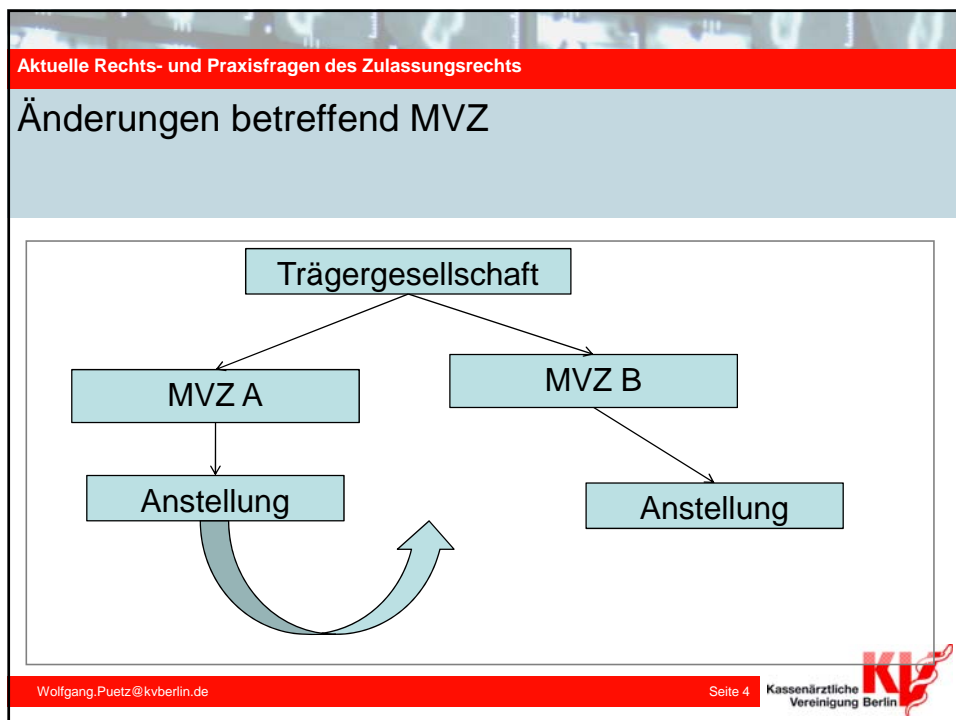 Aktuelle Rechts- und Praxisfragen des Zulassungsrechts
Änderungen betreffend MVZ
Trägergesellschaft
MVZ A
MVZ B
Anstellung
Anstellung
Wolfgang.Puetz@kvberlin.de
Seite 4
Kassenärztliche
Vereinigung Berlin
KV